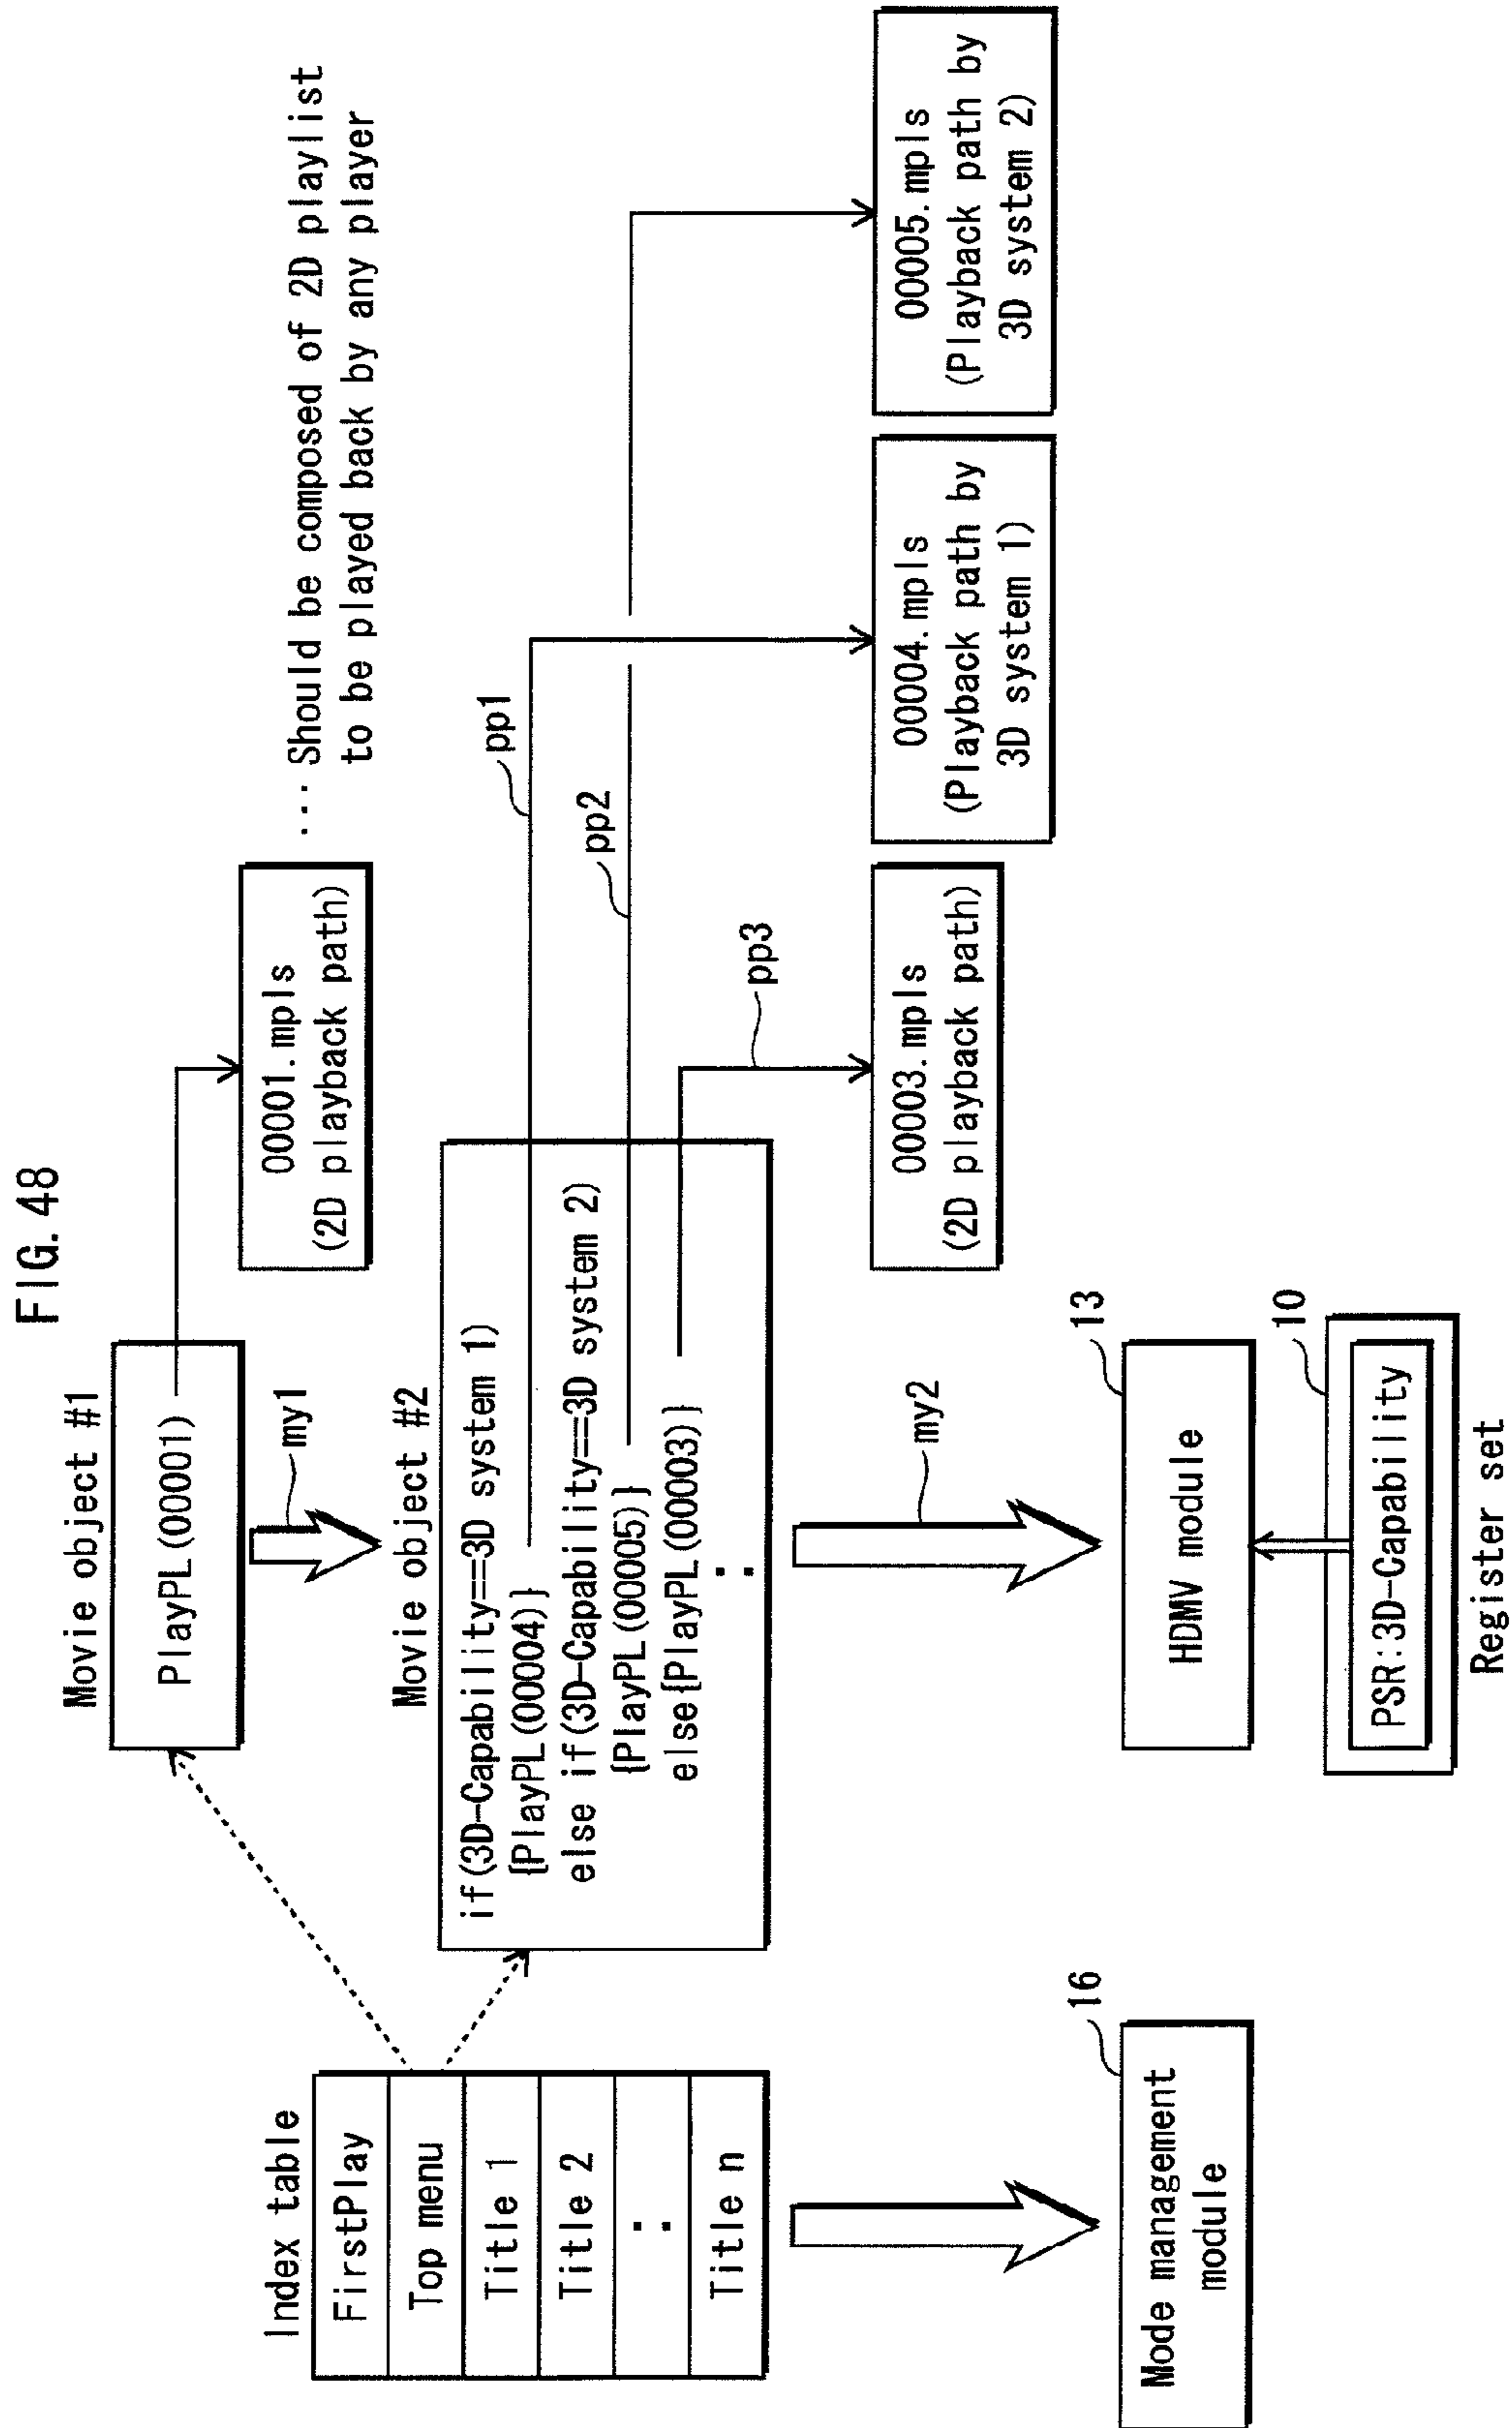 FIG. 48
Index table
FirstPlay
Top menu
Title 1
Title 2
:
Title n
Movie object #1
PlayPL(00001)
00001.mpls
(2D playback path)
...Should be composed of 2D playlist
to be played back by any player
my1
Movie object #2
if(3D-Capability==3D system 1)
{PlayPL(00004)}
else if(3D-Capability==3D system 2)
{PlayPL(00005)}
else{PlayPL(00003)}
:
pp1
pp2
pp3
00003.mpls
(2D playback path)
00004.mpls
(Playback path by
3D system 1)
00005.mpls
(Playback path by
3D system 2)
my2
16
Mode management
module
13
HDMV module
10
PSR:3D-Capability
Register set